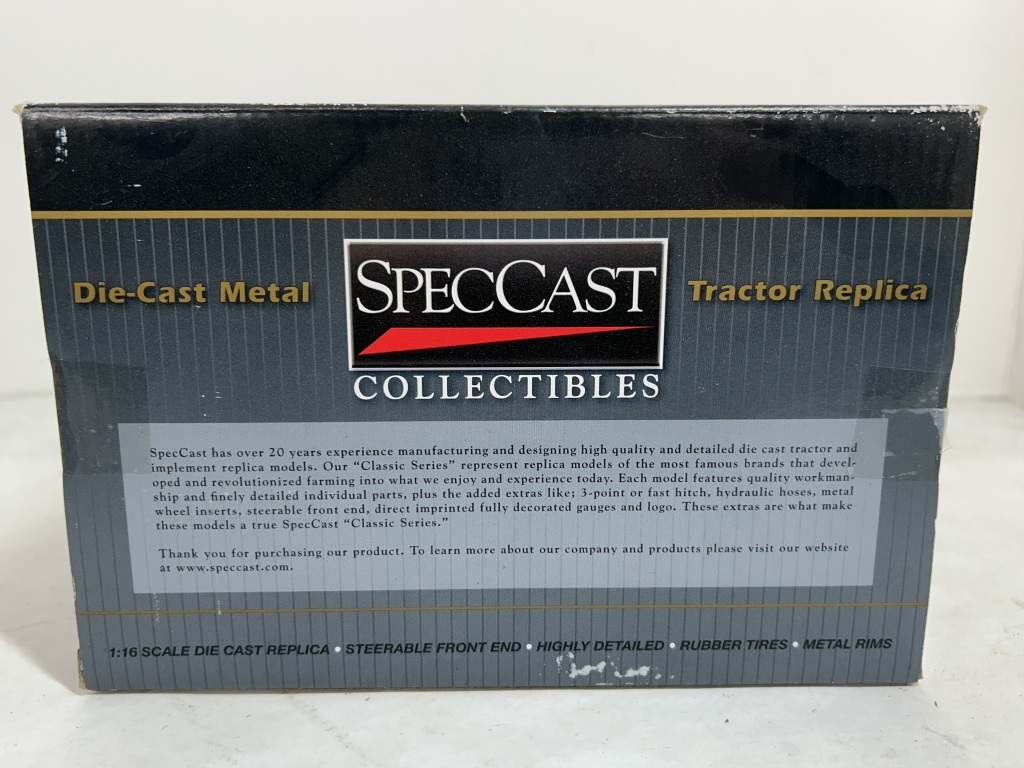 Die-Cast Metal
SPECCAST
Tractor Replica
COLLECTIBLES
SpecCast has over 20 years experience manufacturing and designing high quality and detailed die cast tractor and
implement replica models. Our “Classic Series” represent replica models of the most famous brands that devel-
oped and revolutionized farming into what we enjoy and experience today. Each model features quality workman-
ship and finely detailed individual parts, plus the added extras like; 3-point or fast hitch, hydraulic hoses, metal
wheel inserts, steerable front end, direct imprinted fully decorated gauges and logo. These extras are what make
these models a true SpecCast “Classic Series.”
Thank you for purchasing our product. To learn more about our company and products please visit our website
at www.speccast.com.
1:16 SCALE DIE CAST REPLICA • STEERABLE FRONT END • HIGHLY DETAILED • RUBBER TIRES • METAL RIMS